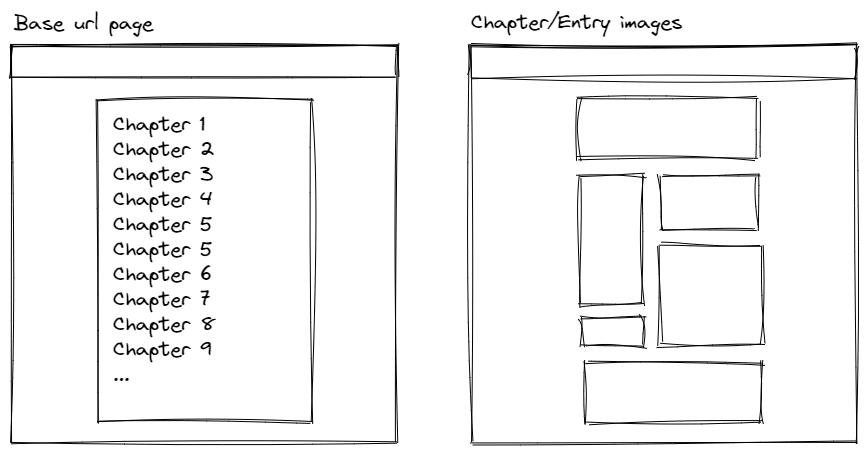 Base url page
Chapter 1
Chapter 2
Chapter 3
Chapter 4
Chapter 5
Chapter 5
Chapter 6
Chapter 7
Chapter 8
Chapter 9
...
Chapter/Entry images